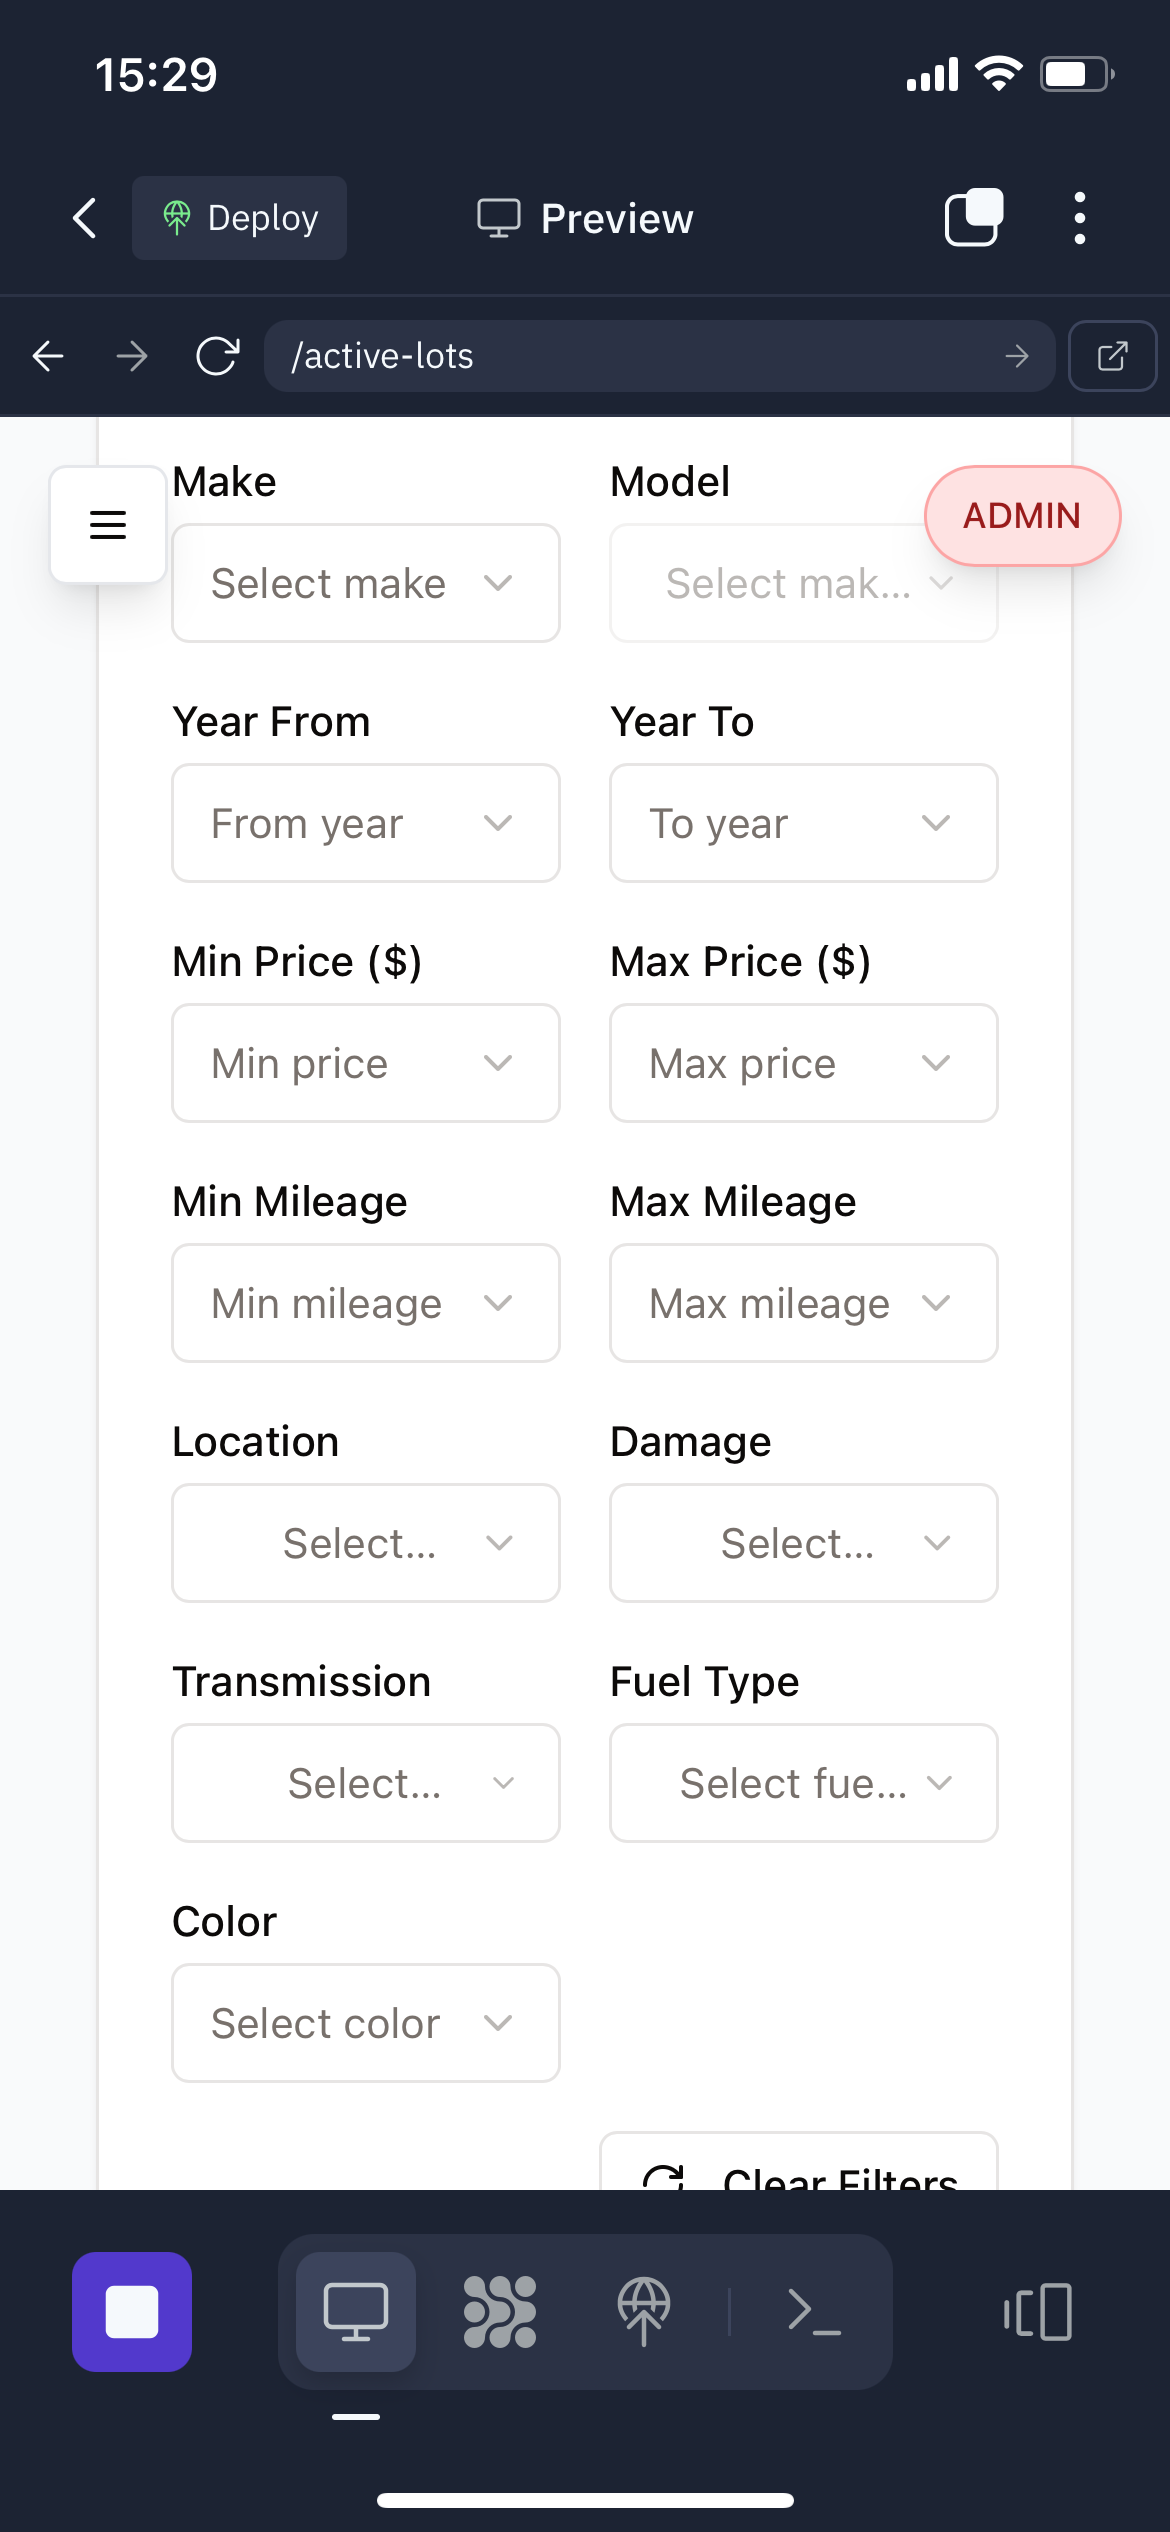 15:29
Deploy
Preview
/active-lots
Make
Model
ADMIN
Select make
Select mak...
Year From
Year To
From year
To year
Min Price ($)
Max Price ($)
Min price
Max price
Min Mileage
Max Mileage
Min mileage
Max mileage
Location
Damage
Select...
Select...
Transmission
Fuel Type
Select...
Select fue...
Color
Select color
Clear Filters